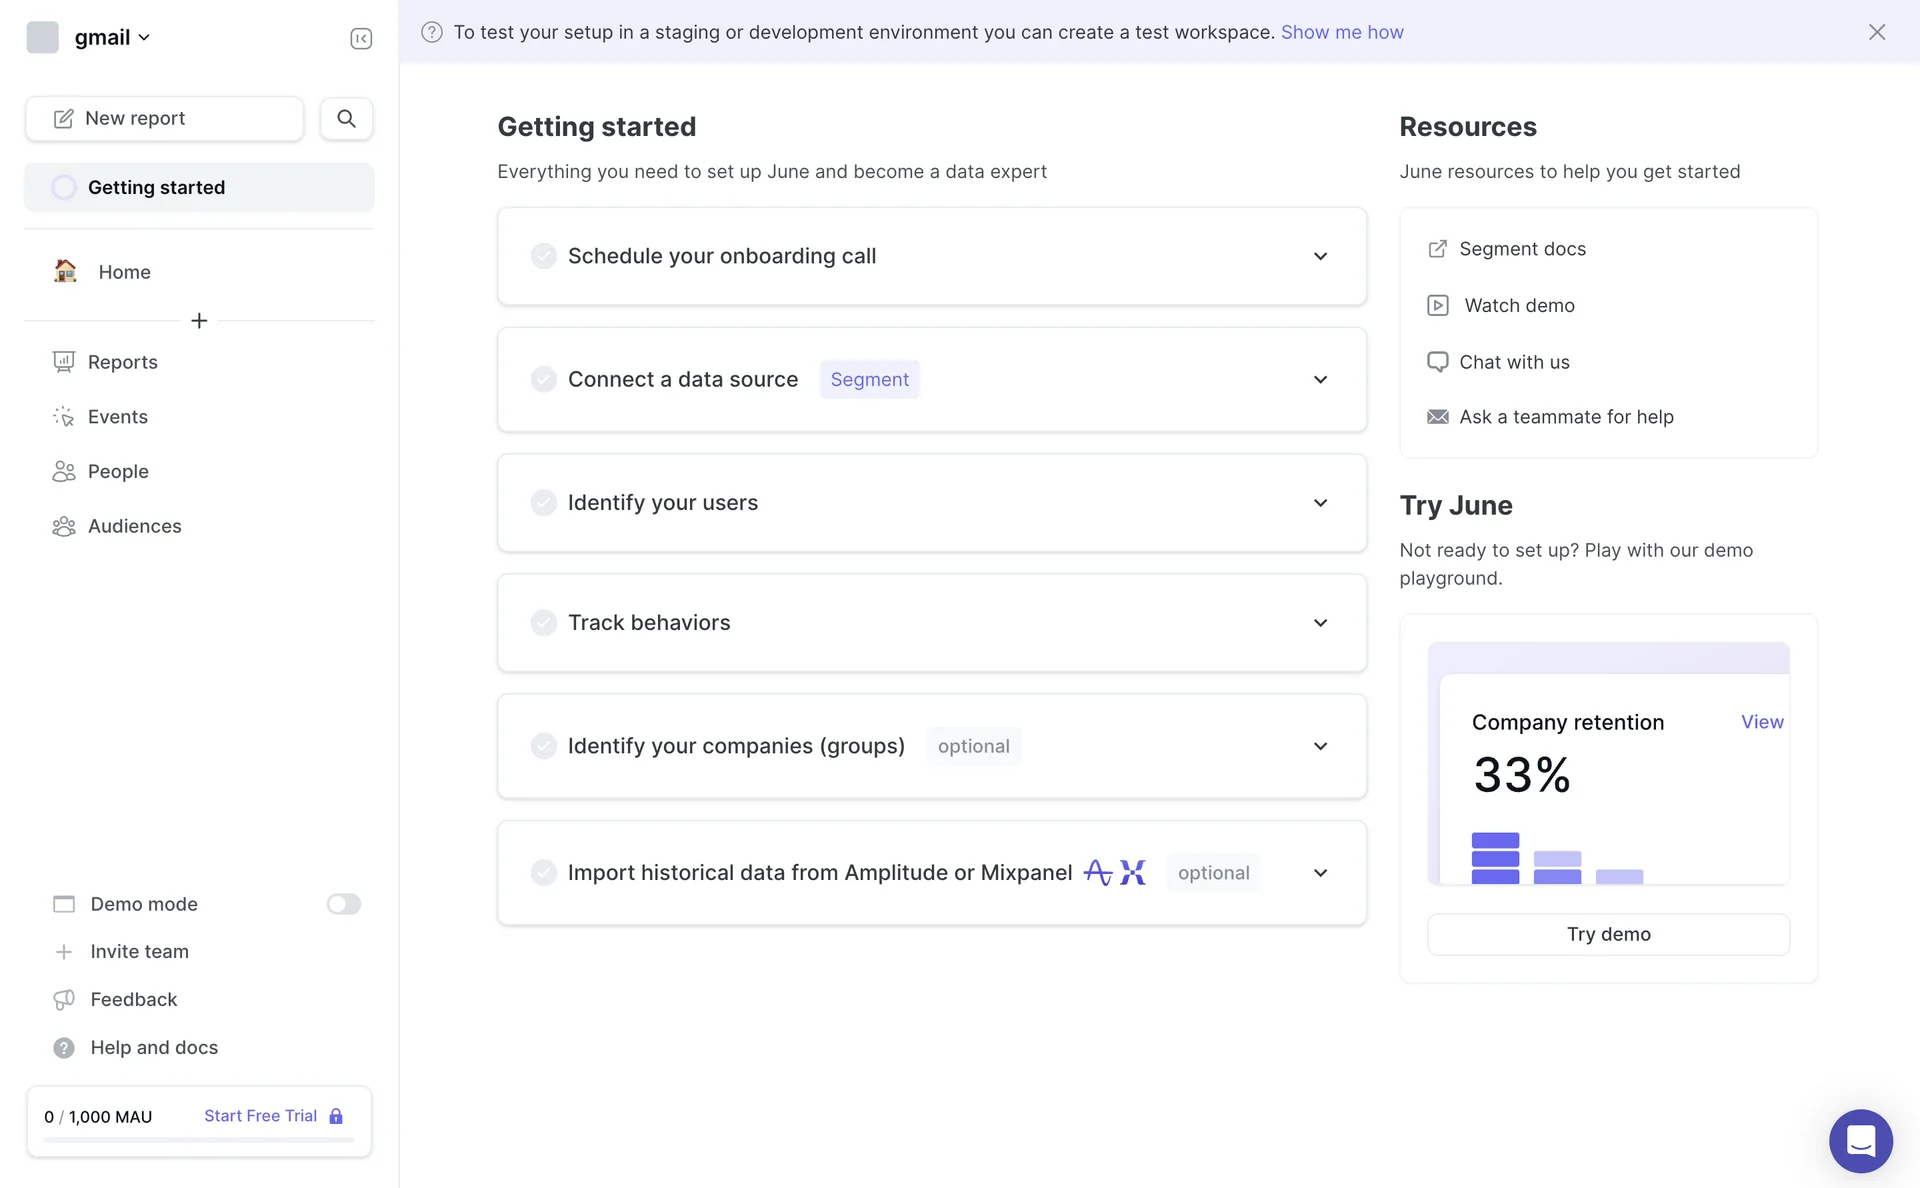 gmail
New report
Getting started
Home
Reports
Events
People
Audiences
Demo mode
Invite team
Feedback
Help and docs
0 / 1,000 MAU
Start Free Trial
To test your setup in a staging or development environment you can create a test workspace. Show me how
Getting started
Everything you need to set up June and become a data expert
Schedule your onboarding call
Connect a data source Segment
Identify your users
Track behaviors
Identify your companies (groups) optional
Import historical data from Amplitude or Mixpanel optional
Resources
June resources to help you get started
Segment docs
Watch demo
Chat with us
Ask a teammate for help
Try June
Not ready to set up? Play with our demo
playground.
Company retention View
33%
Try demo